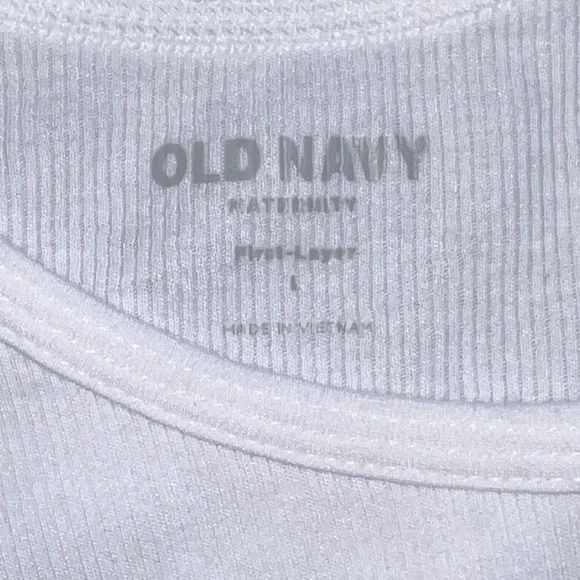 OLD NAVY
MATERNITY
First-Layer
L
MADE IN VIETNAM